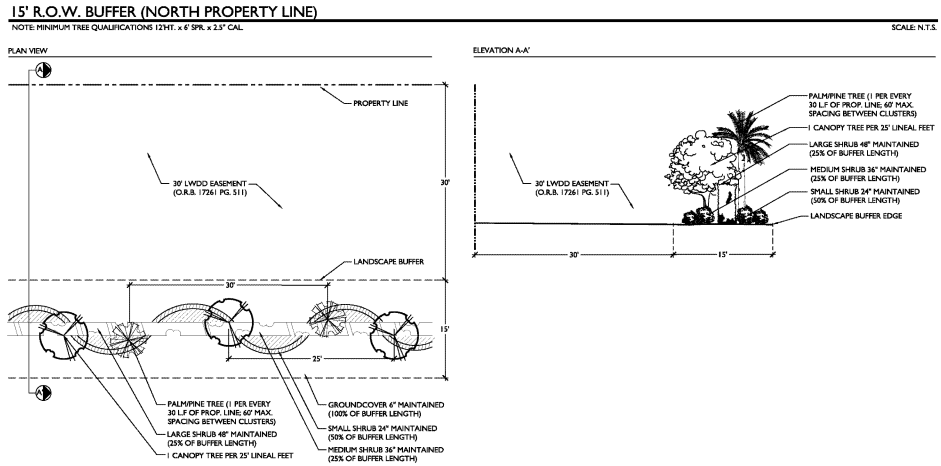 15' R.O.W. BUFFER (NORTH PROPERTY LINE)
NOTE: MINIMUM TREE QUALIFICATIONS 12'HT. x 6' SPR. x 2.5" CAL.
SCALE: N.T.S.
PLAN VIEW
A
PROPERTY LINE
30' LWDD EASEMENT
(O.R.B. 17261 PG. 511)
30'
LANDSCAPE BUFFER
30'
15'
25'
A'
PALM/PINE TREE (1 PER EVERY
30 L.F OF PROP. LINE; 60' MAX.
SPACING BETWEEN CLUSTERS)
LARGE SHRUB 48" MAINTAINED
(25% OF BUFFER LENGTH)
1 CANOPY TREE PER 25' LINEAL FEET
GROUNDCOVER 6" MAINTAINED
(100% OF BUFFER LENGTH)
SMALL SHRUB 24" MAINTAINED
(50% OF BUFFER LENGTH)
MEDIUM SHRUB 36" MAINTAINED
(25% OF BUFFER LENGTH)
ELEVATION A-A'
30' LWDD EASEMENT
(O.R.B. 17261 PG. 511)
PALM/PINE TREE (1 PER EVERY
30 L.F OF PROP. LINE; 60' MAX.
SPACING BETWEEN CLUSTERS)
1 CANOPY TREE PER 25' LINEAL FEET
LARGE SHRUB 48" MAINTAINED
(25% OF BUFFER LENGTH)
MEDIUM SHRUB 36" MAINTAINED
(25% OF BUFFER LENGTH)
SMALL SHRUB 24" MAINTAINED
(50% OF BUFFER LENGTH)
LANDSCAPE BUFFER EDGE
30'
15'